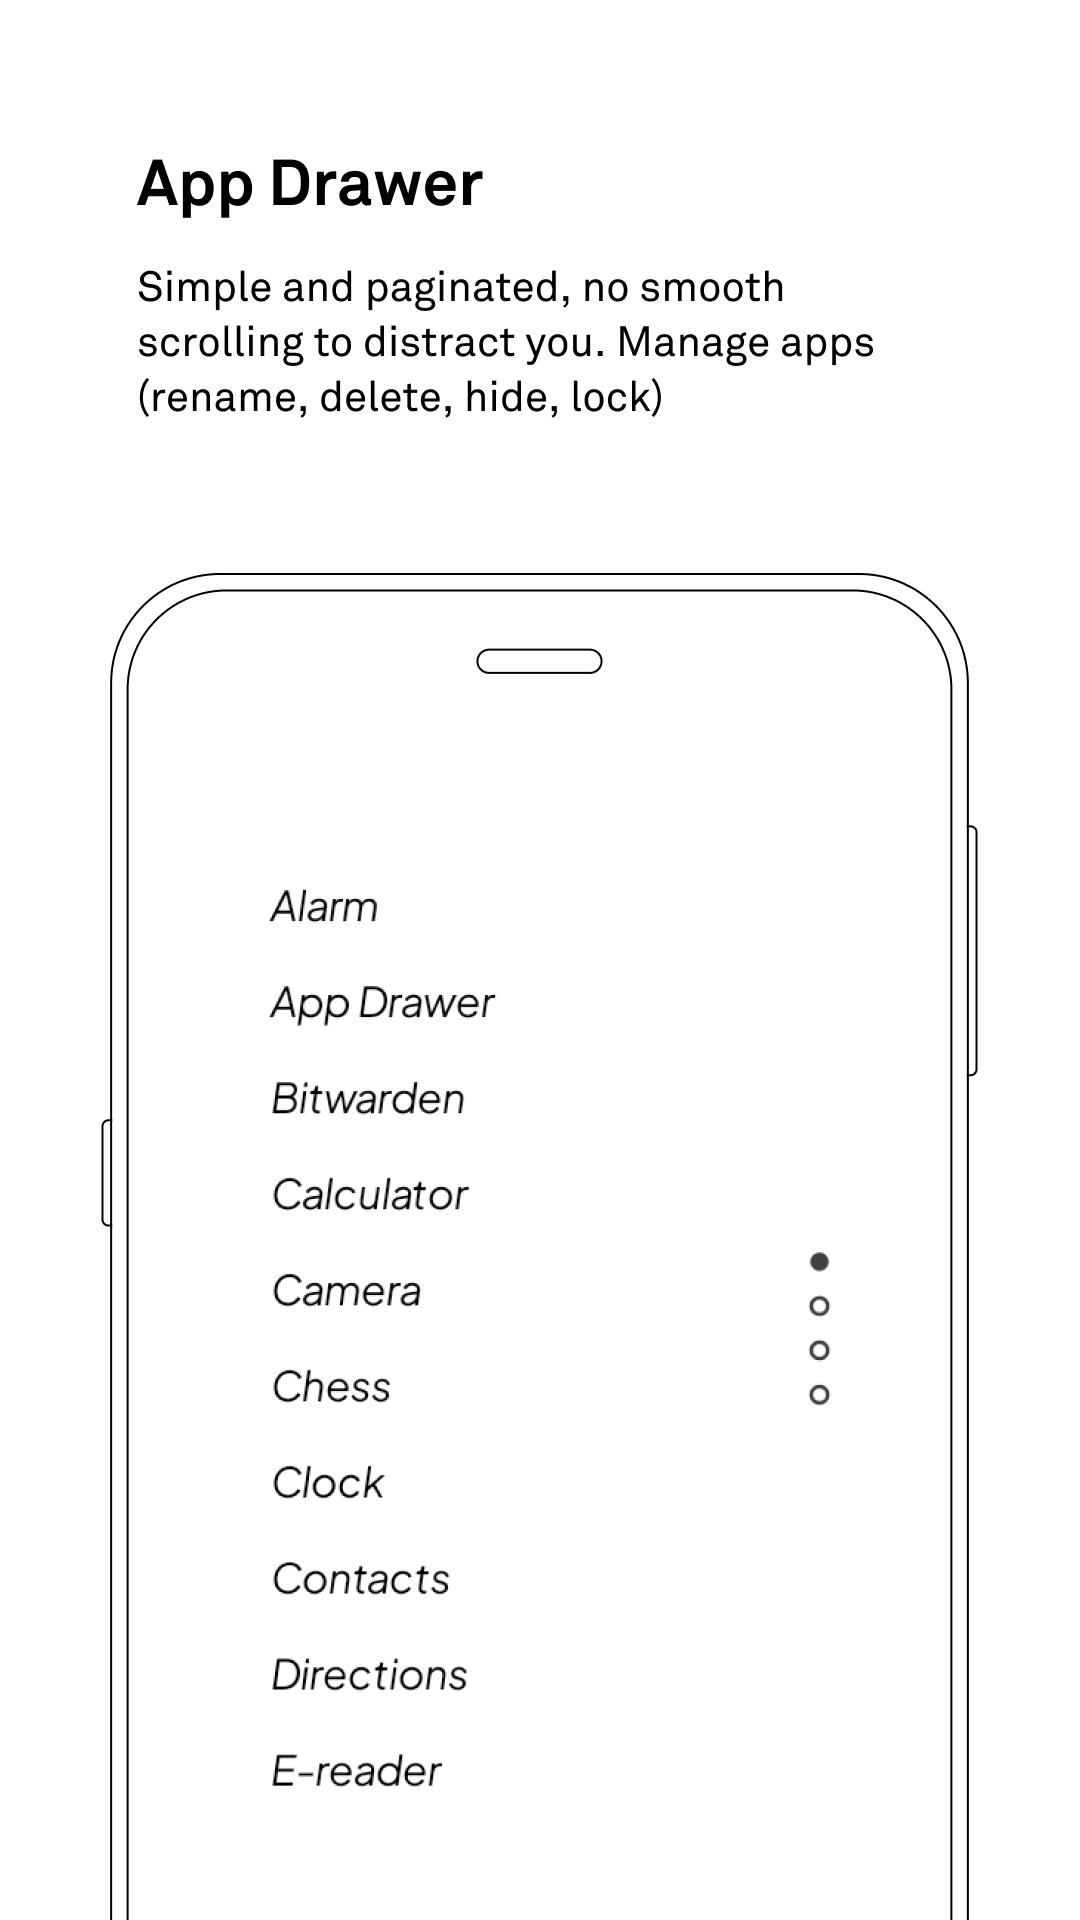 App Drawer
Simple and paginated, no smooth
scrolling to distract you. Manage apps
(rename, delete, hide, lock)
Alarm
App Drawer
Bitwarden
Calculator
Camera
Chess
Clock
Contacts
Directions
E-reader